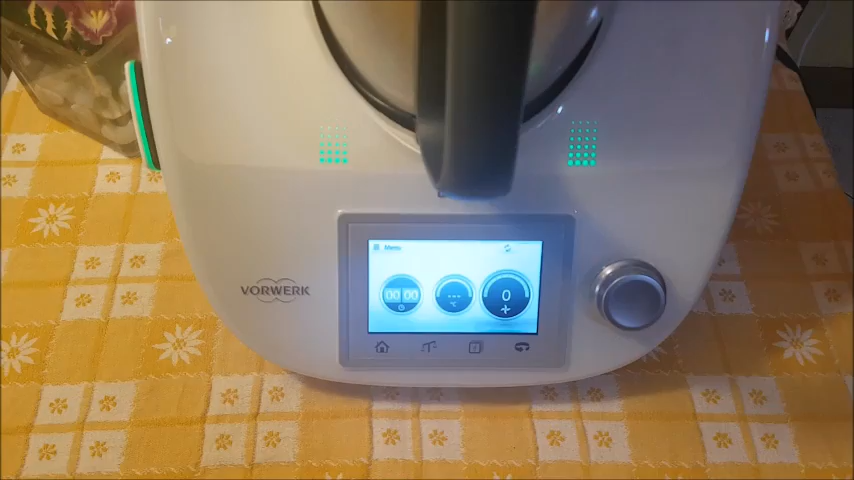 Menu
00 00
---
°C
0
VORWERK